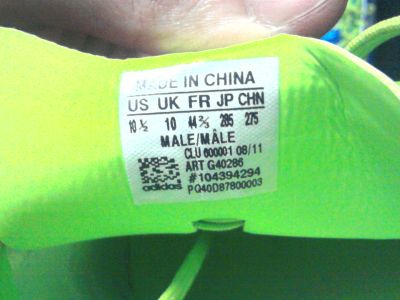 MADE IN CHINA
US UK FR JP CHN
10 ½ 10 44 ⅔ 285 275
MALE/MÂLE
CLU 600001 08/11
ART G40286
#104394294
adidas PQ40D87800003